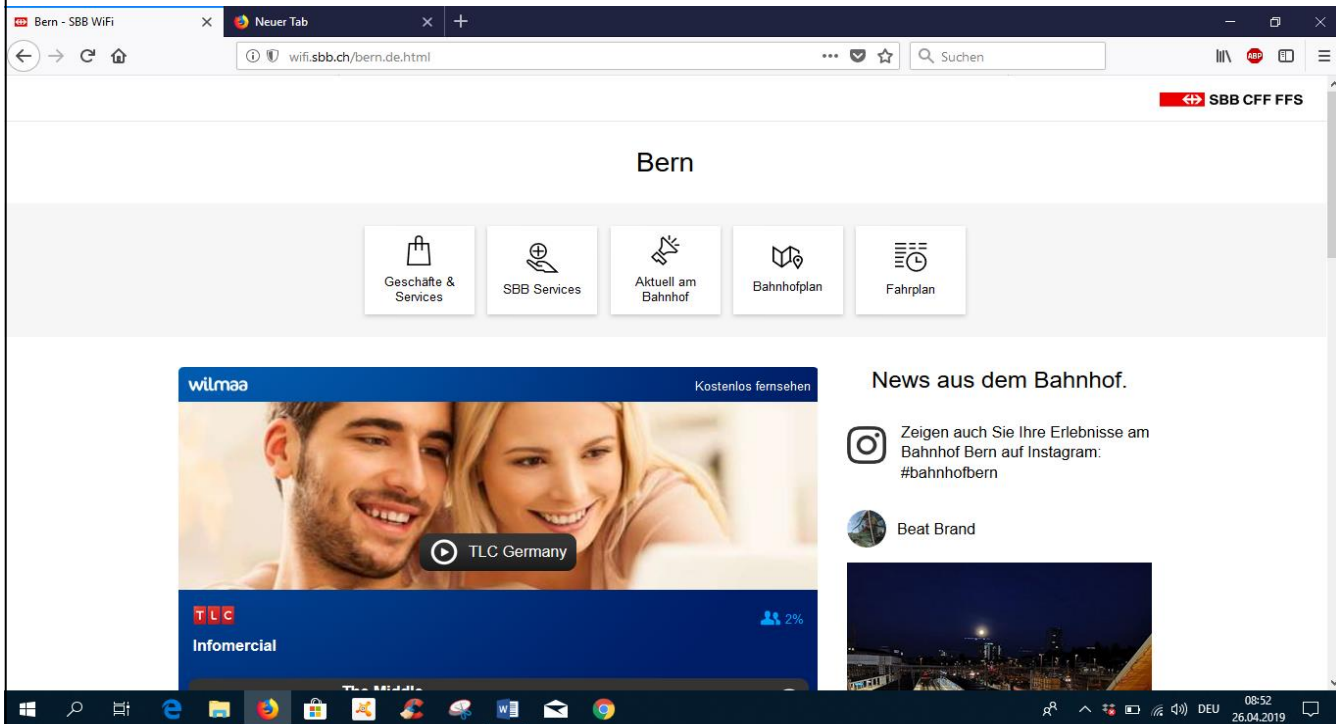 Bern - SBB WiFi
Neuer Tab
wifi.sbb.ch/bern.de.html
Suchen
ABP
SBB CFF FFS
Bern
Geschäfte &
Services
SBB Services
Aktuell am
Bahnhof
Bahnhofplan
Fahrplan
wilmaa
Kostenlos fernsehen
TLC Germany
TLC
2%
Infomercial
The Middle
News aus dem Bahnhof.
Zeigen auch Sie Ihre Erlebnisse am
Bahnhof Bern auf Instagram:
#bahnhofbern
Beat Brand
DEU
08:52
26.04.2019